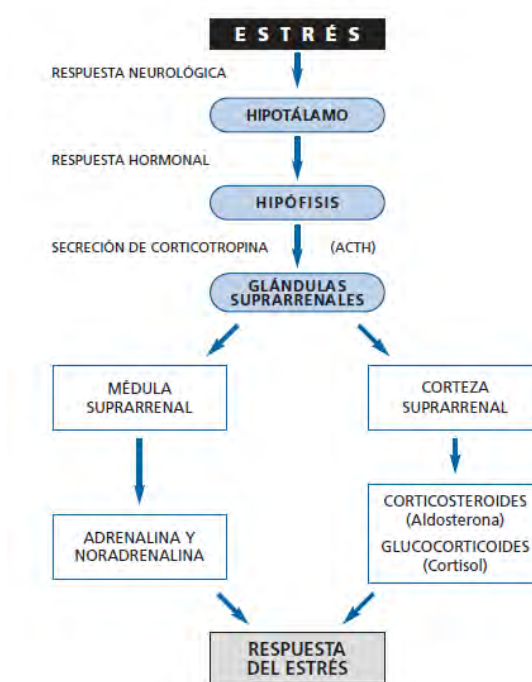 ESTRÉS
RESPUESTA NEUROLÓGICA
HIPOTÁLAMO
RESPUESTA HORMONAL
HIPÓFISIS
SECRECIÓN DE CORTICOTROPINA (ACTH)
GLÁNDULAS
SUPRARRENALES
MÉDULA
SUPRARRENAL
CORTEZA
SUPRARRENAL
ADRENALINA Y
NORADRENALINA
CORTICOSTEROIDES
(Aldosterona)
GLUCOCORTICOIDES
(Cortisol)
RESPUESTA
DEL ESTRÉS